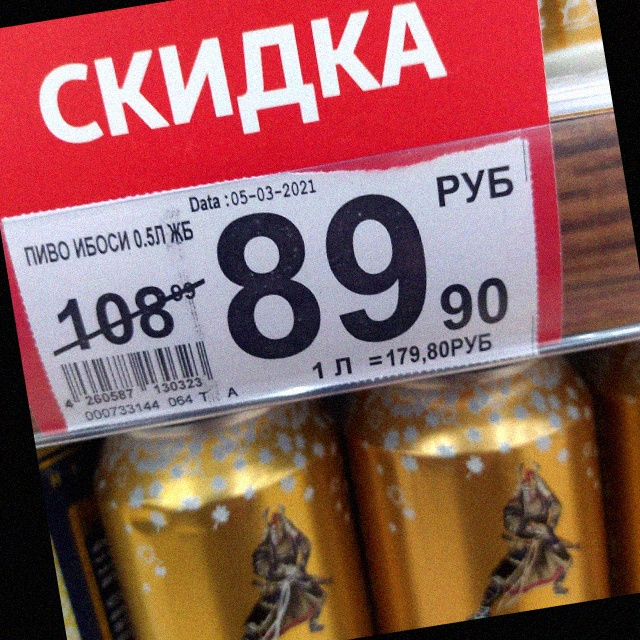 СКИДКА
Data :05-03-2021
РУБ
ПИВО ИБОСИ 0.5Л ЖБ
108
89 90
1 Л =179,80РУБ
4 260587 130323
000733144 064 Т А